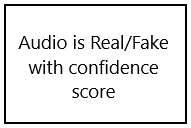 Audio is Real/Fake
with confidence
score